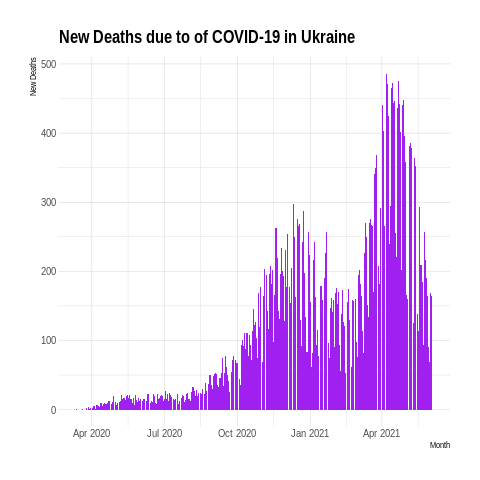 New Deaths due to of COVID-19 in Ukraine
New Deaths
500
400
300
200
100
0
Apr 2020 Jul 2020 Oct 2020 Jan 2021 Apr 2021
Month